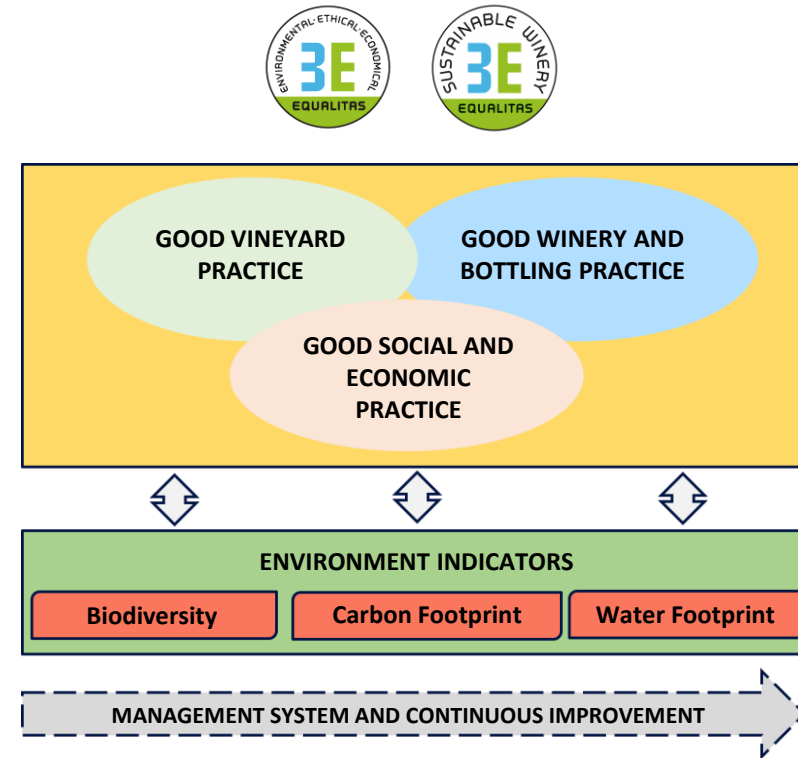 ENVIRONMENTAL·ETHICAL·ECONOMICAL
3E
EQUALITAS
SUSTAINABLE WINERY
3E
EQUALITAS
GOOD VINEYARD
PRACTICE
GOOD WINERY AND
BOTTLING PRACTICE
GOOD SOCIAL AND
ECONOMIC
PRACTICE
ENVIRONMENT INDICATORS
Biodiversity
Carbon Footprint
Water Footprint
MANAGEMENT SYSTEM AND CONTINUOUS IMPROVEMENT